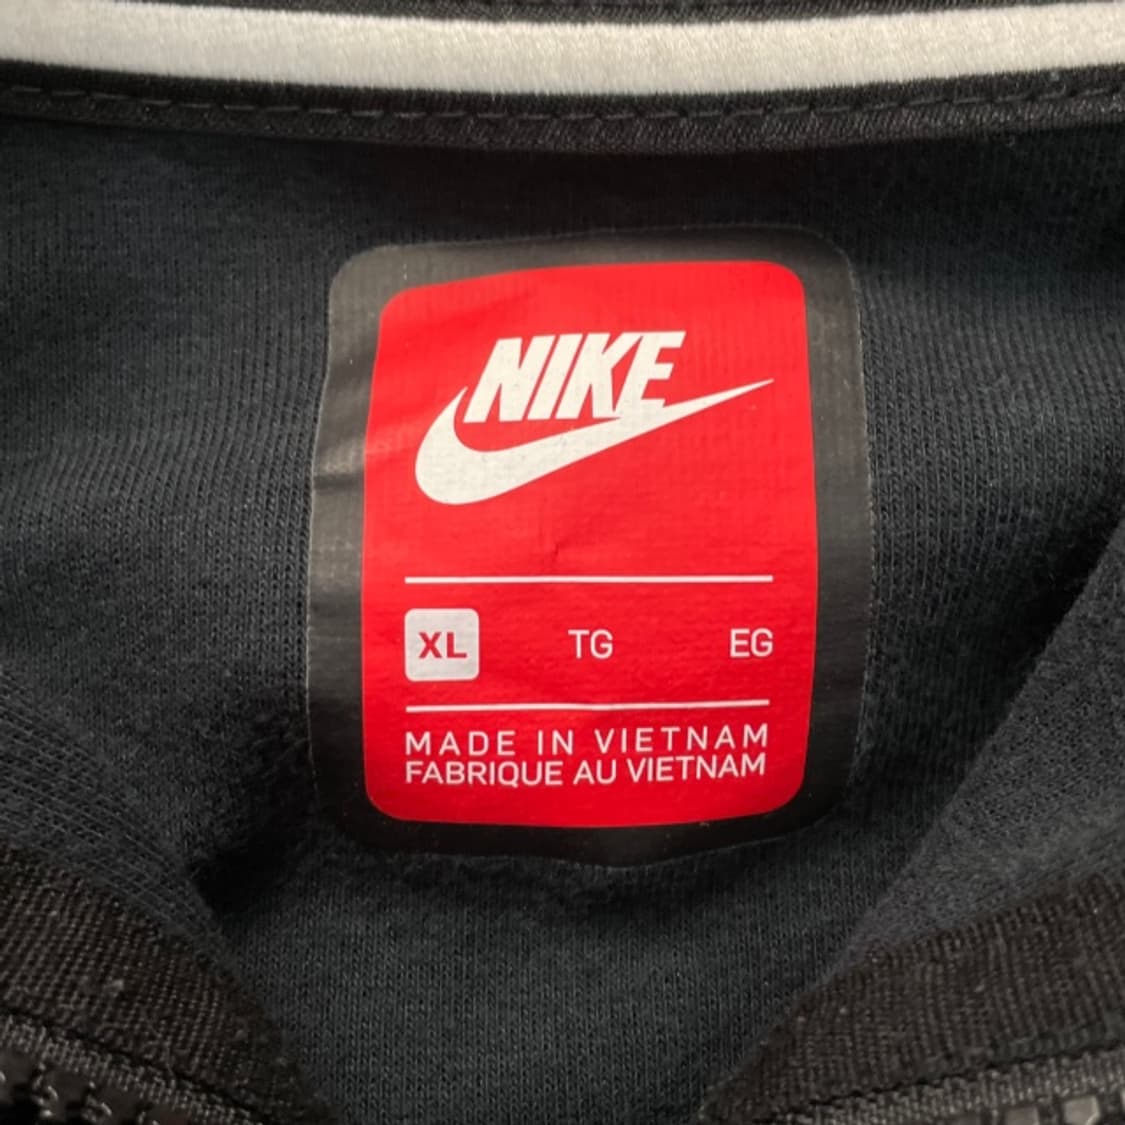 NIKE
XL TG EG
MADE IN VIETNAM
FABRIQUE AU VIETNAM